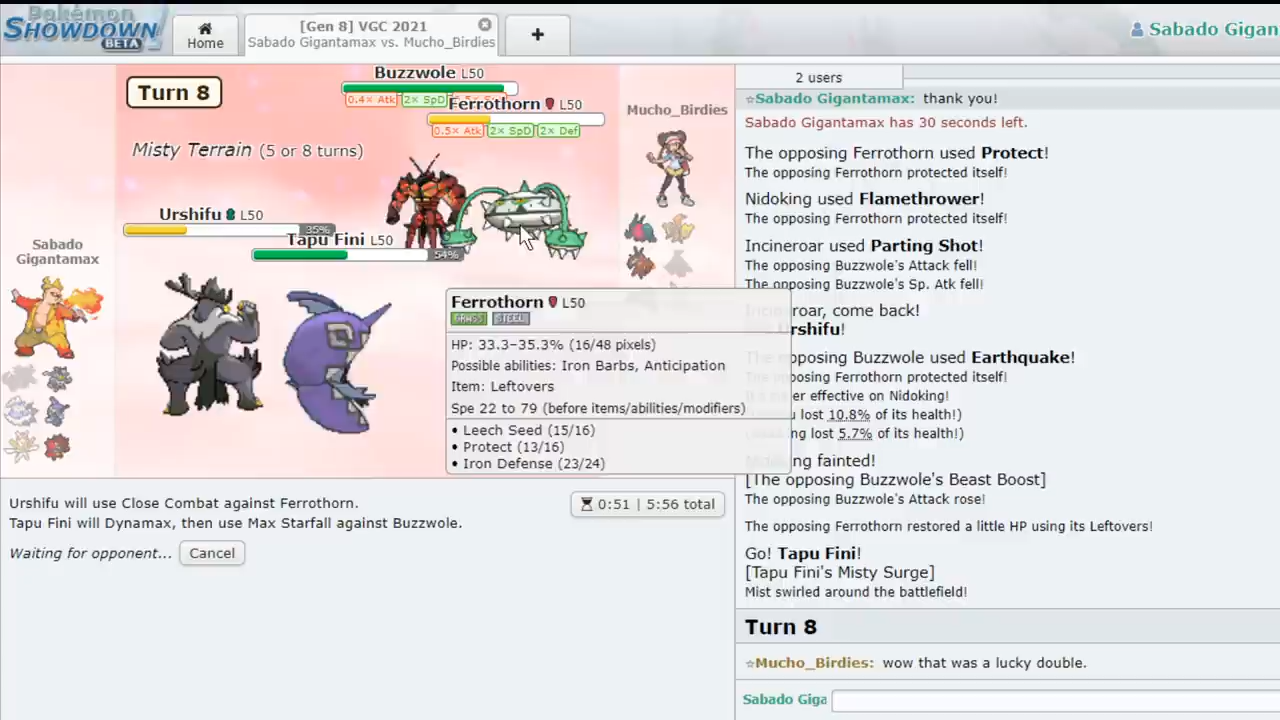 Pokémon
SHOWDOWN
BETA
Home
[Gen 8] VGC 2021
Sabado Gigantamax vs. Mucho_Birdies
+
Sabado Gigan
Turn 8
Misty Terrain (5 or 8 turns)
Buzzwole L50
0.4× Atk 2× SpD
Ferrothorn L50
0.5× Atk 2× SpD 2× Def
Mucho_Birdies
Urshifu L50
35%
Tapu Fini L50
54%
Sabado
Gigantamax
Ferrothorn L50
GRASS STEEL
HP: 33.3–35.3% (16/48 pixels)
Possible abilities: Iron Barbs, Anticipation
Item: Leftovers
Spe 22 to 79 (before items/abilities/modifiers)
• Leech Seed (15/16)
• Protect (13/16)
• Iron Defense (23/24)
Urshifu will use Close Combat against Ferrothorn.
Tapu Fini will Dynamax, then use Max Starfall against Buzzwole.
0:51 | 5:56 total
Waiting for opponent... Cancel
2 users
☆Sabado Gigantamax: thank you!
Sabado Gigantamax has 30 seconds left.
The opposing Ferrothorn used Protect!
The opposing Ferrothorn protected itself!
Nidoking used Flamethrower!
The opposing Ferrothorn protected itself!
Incineroar used Parting Shot!
The opposing Buzzwole's Attack fell!
The opposing Buzzwole's Sp. Atk fell!
Incineroar, come back!
Urshifu!
The opposing Buzzwole used Earthquake!
The opposing Ferrothorn protected itself!
effective on Nidoking!
lost 10.8% of its health!)
lost 5.7% of its health!)
fainted!
[The opposing Buzzwole's Beast Boost]
The opposing Buzzwole's Attack rose!
The opposing Ferrothorn restored a little HP using its Leftovers!
Go! Tapu Fini!
[Tapu Fini's Misty Surge]
Mist swirled around the battlefield!
Turn 8
☆Mucho_Birdies: wow that was a lucky double.
Sabado Giga